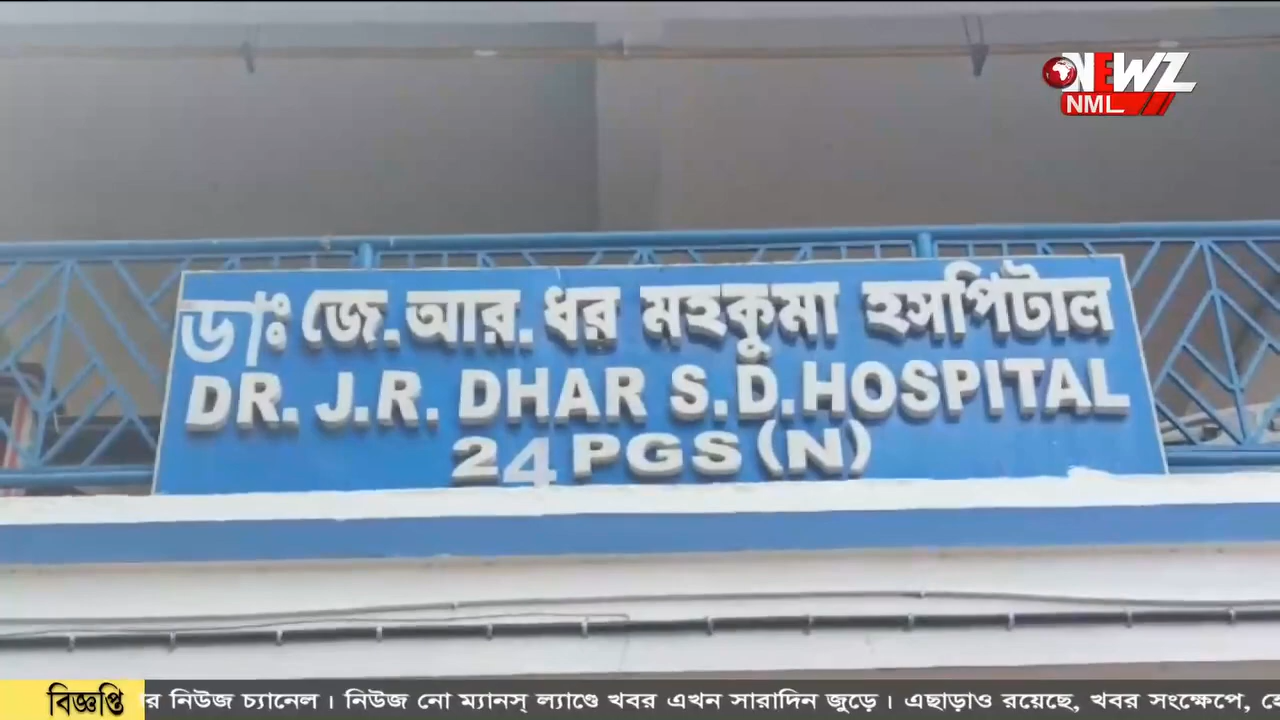 NEWZ
NML
ডাঃ জে.আর.ধর মহকুমা হসপিটাল
DR. J.R. DHAR S.D.HOSPITAL
24 PGS (N)
বিজ্ঞপ্তি
র নিউজ চ্যানেল । নিউজ নো ম্যানস্ ল্যাণ্ডে খবর এখন সারাদিন জুড়ে । এছাড়াও রয়েছে, খবর সংক্ষেপে,